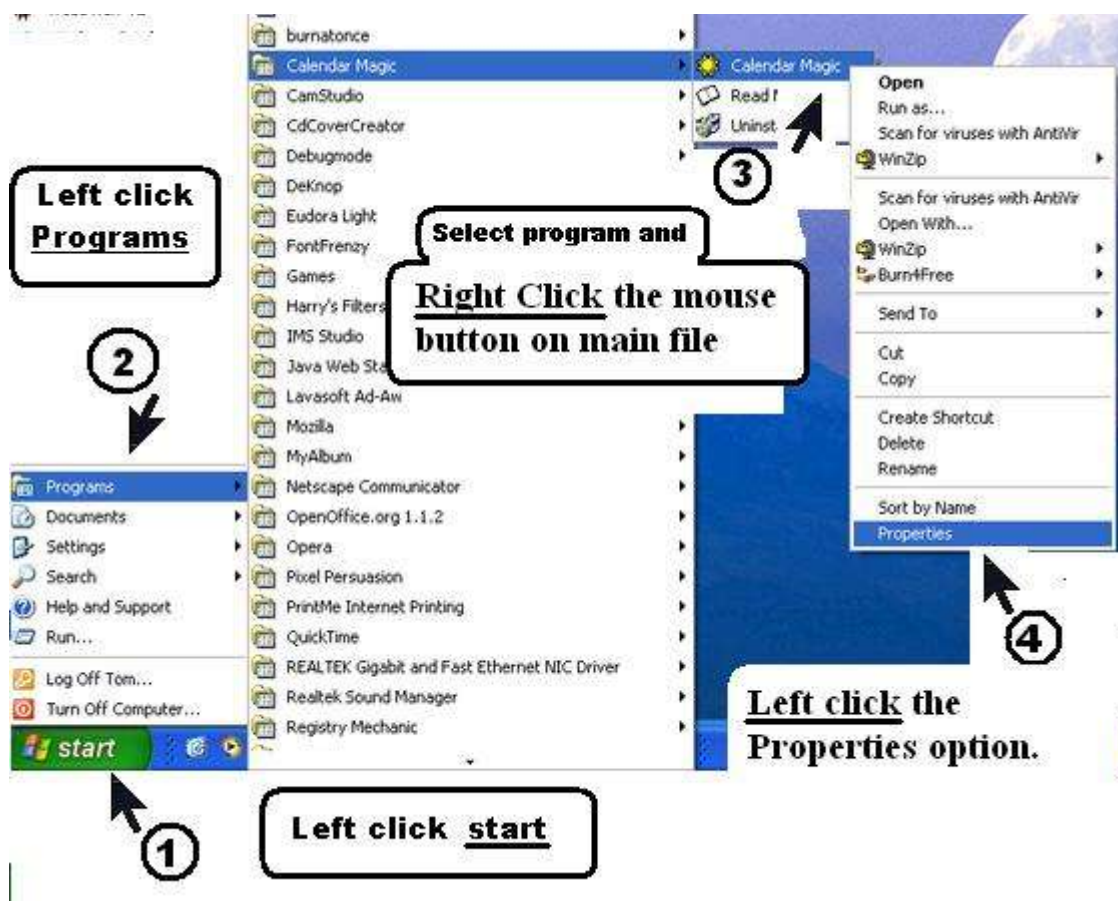 burnatonce
Calendar Magic
CamStudio
CdCoverCreator
Debugmode
DeKnop
Eudora Light
FontFrenzy
Games
Harry's Filters
IMS Studio
Java Web Sta
Lavasoft Ad-Aw
Mozilla
MyAlbum
Netscape Communicator
OpenOffice.org 1.1.2
Opera
Pixel Persuasion
PrintMe Internet Printing
QuickTime
REALTEK Gigabit and Fast Ethernet NIC Driver
Realtek Sound Manager
Registry Mechanic
Calendar Magic
Read
Uninst
3
Open
Run as...
Scan for viruses with AntiVir
WinZip
Scan for viruses with AntiVir
Open With...
WinZip
Burn4Free
Send To
Cut
Copy
Create Shortcut
Delete
Rename
Sort by Name
Properties
Left click
Programs
Select program and
Right Click the mouse
button on main file
2
Programs
Documents
Settings
Search
Help and Support
Run...
Log Off Tom...
Turn Off Computer...
start
4
Left click the
Properties option.
1
Left click start